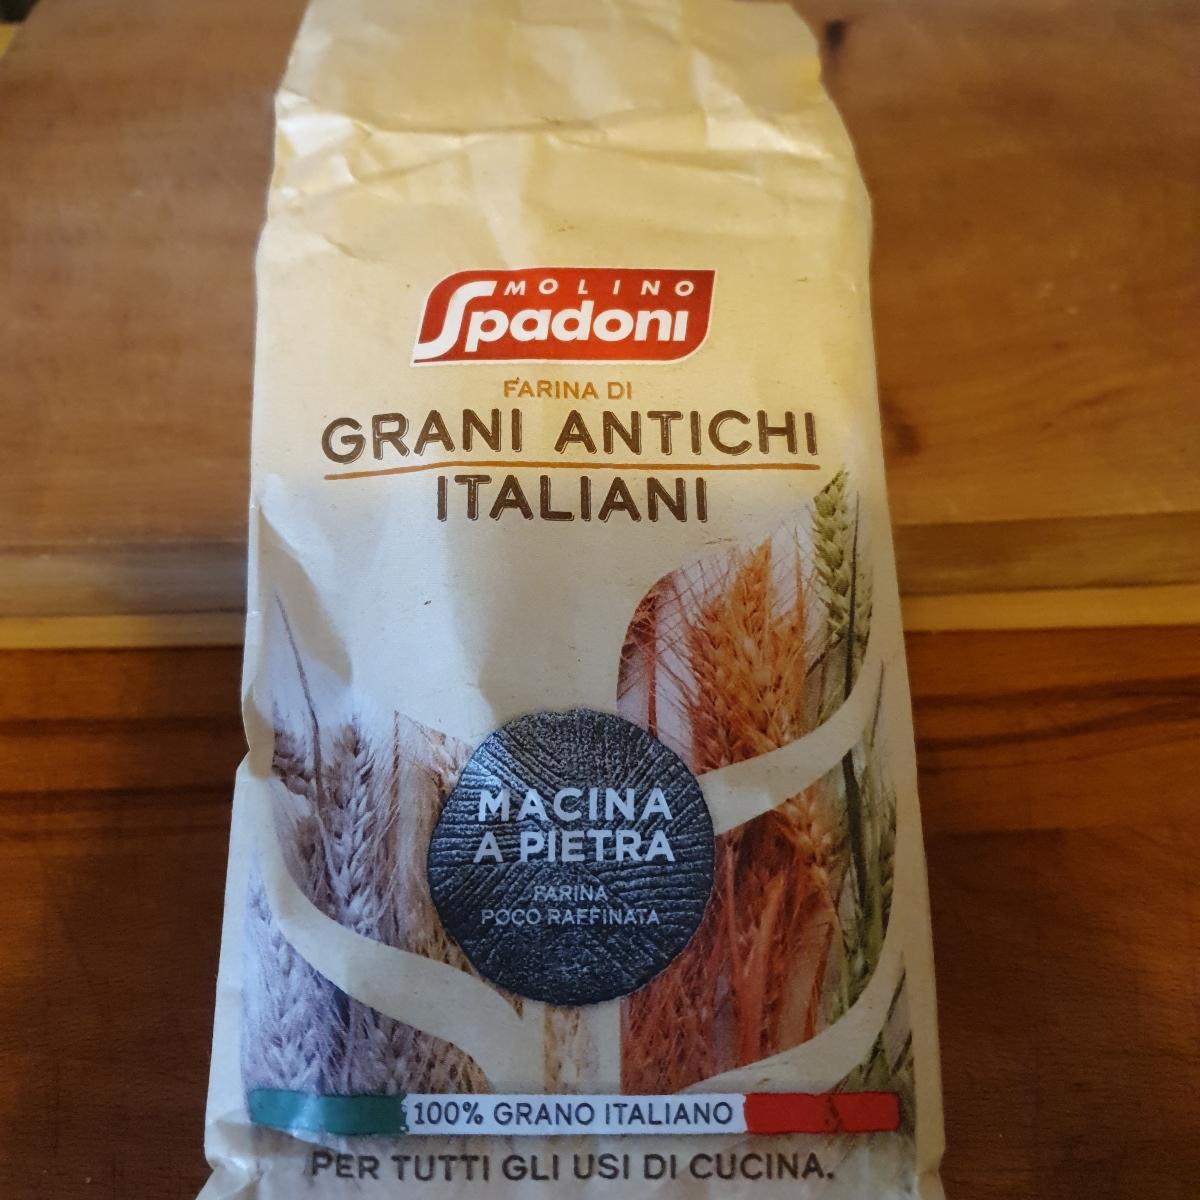 MOLINO
Spadoni
FARINA DI
GRANI ANTICHI
ITALIANI
MACINA
A PIETRA
FARINA
POCO RAFFINATA
100% GRANO ITALIANO
PER TUTTI GLI USI DI CUCINA.